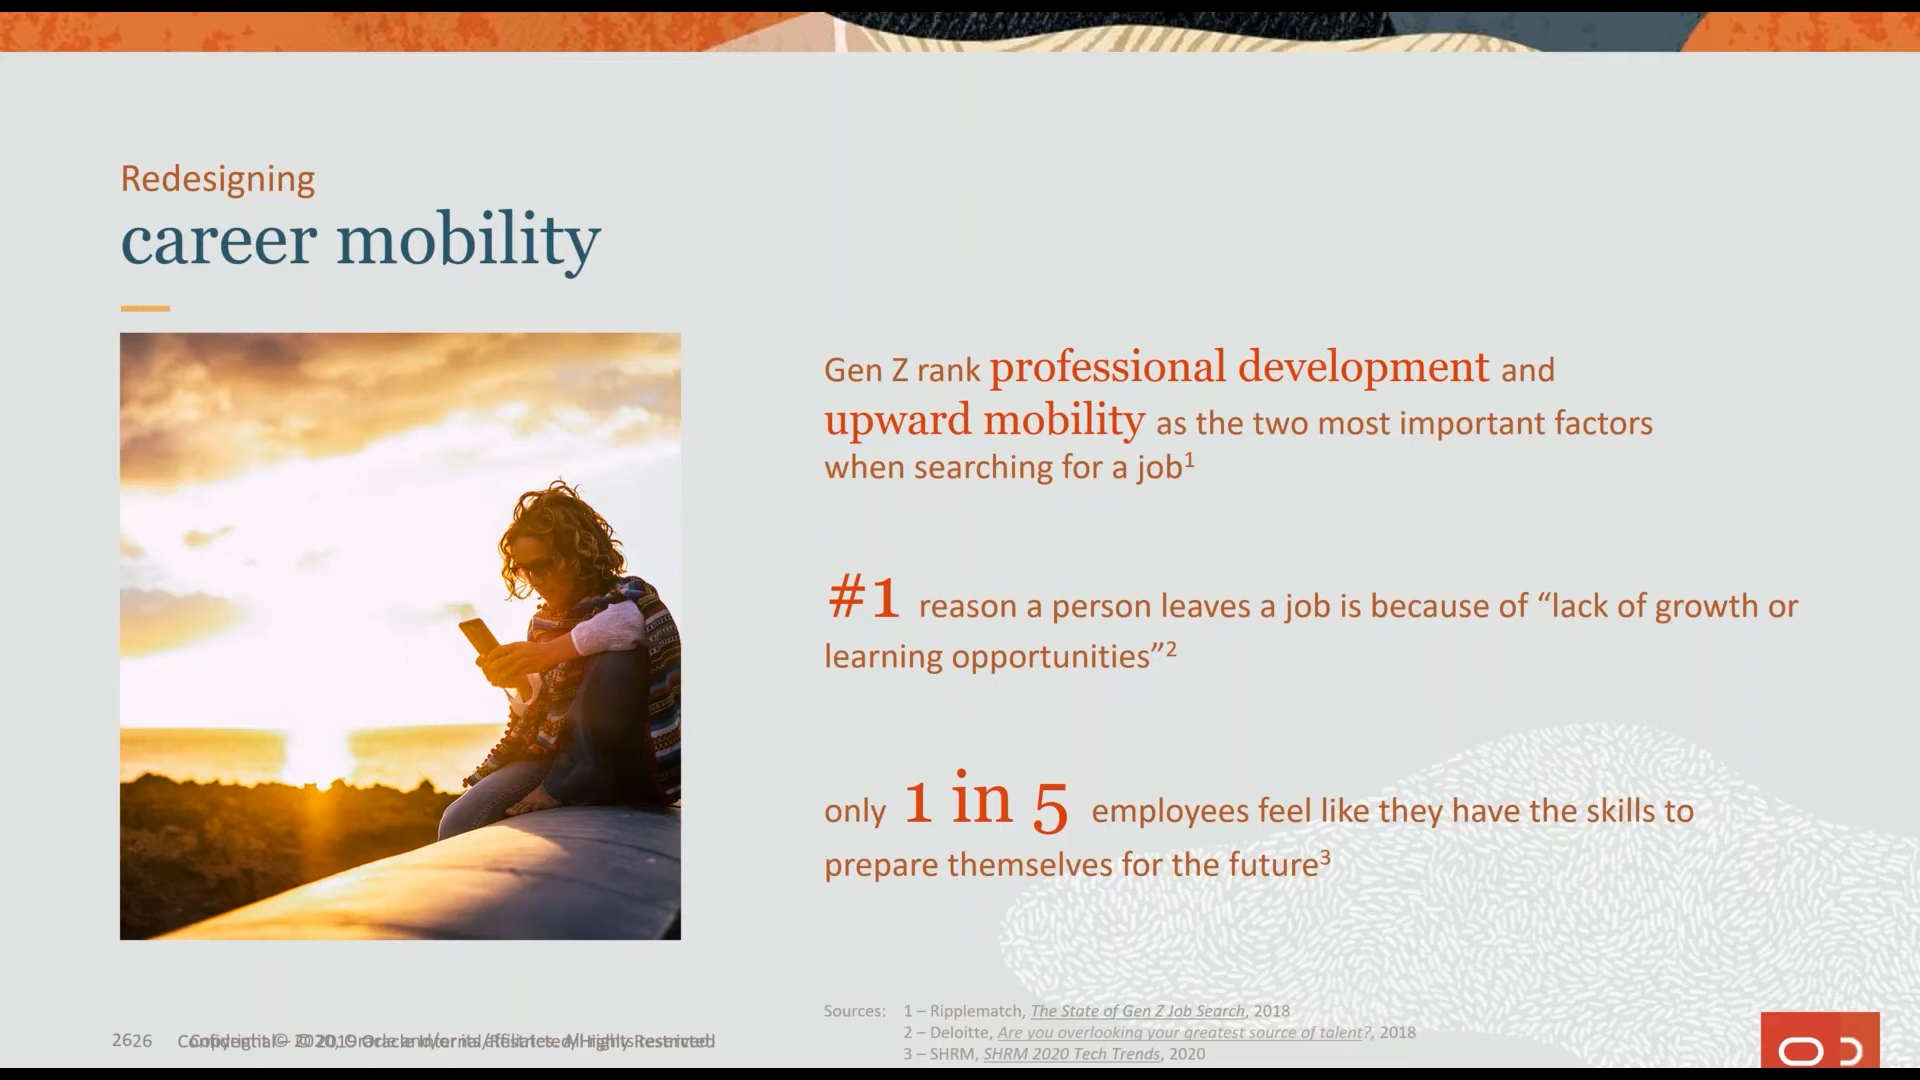 Redesigning
career mobility
Gen Z rank professional development and
upward mobility as the two most important factors
when searching for a job1
#1 reason a person leaves a job is because of “lack of growth or
learning opportunities”2
only 1 in 5 employees feel like they have the skills to
prepare themselves for the future3
Sources: 1 – Ripplematch, The State of Gen Z Job Search, 2018
2 – Deloitte, Are you overlooking your greatest source of talent?, 2018
3 – SHRM, SHRM 2020 Tech Trends, 2020
2626